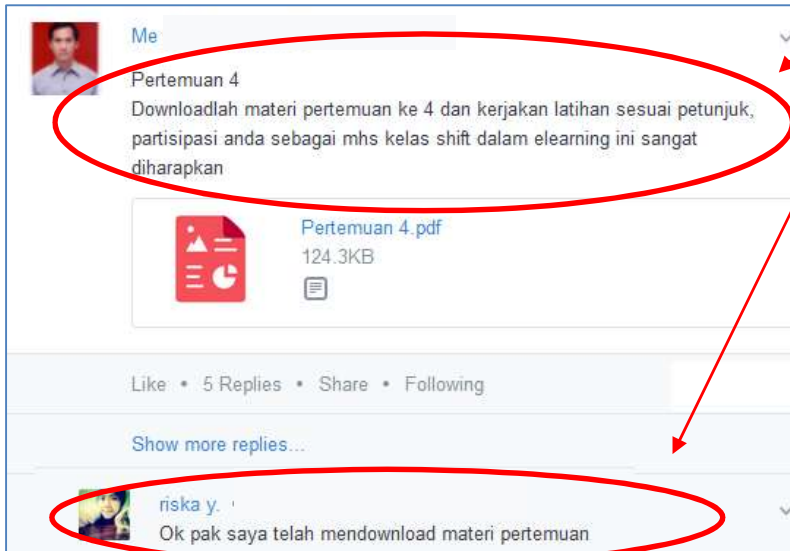 Me
Pertemuan 4
Downloadlah materi pertemuan ke 4 dan kerjakan latihan sesuai petunjuk,
partisipasi anda sebagai mhs kelas shift dalam elearning ini sangat
diharapkan
Pertemuan 4.pdf
124.3KB
Like • 5 Replies • Share • Following
Show more replies...
riska y.
Ok pak saya telah mendownload materi pertemuan